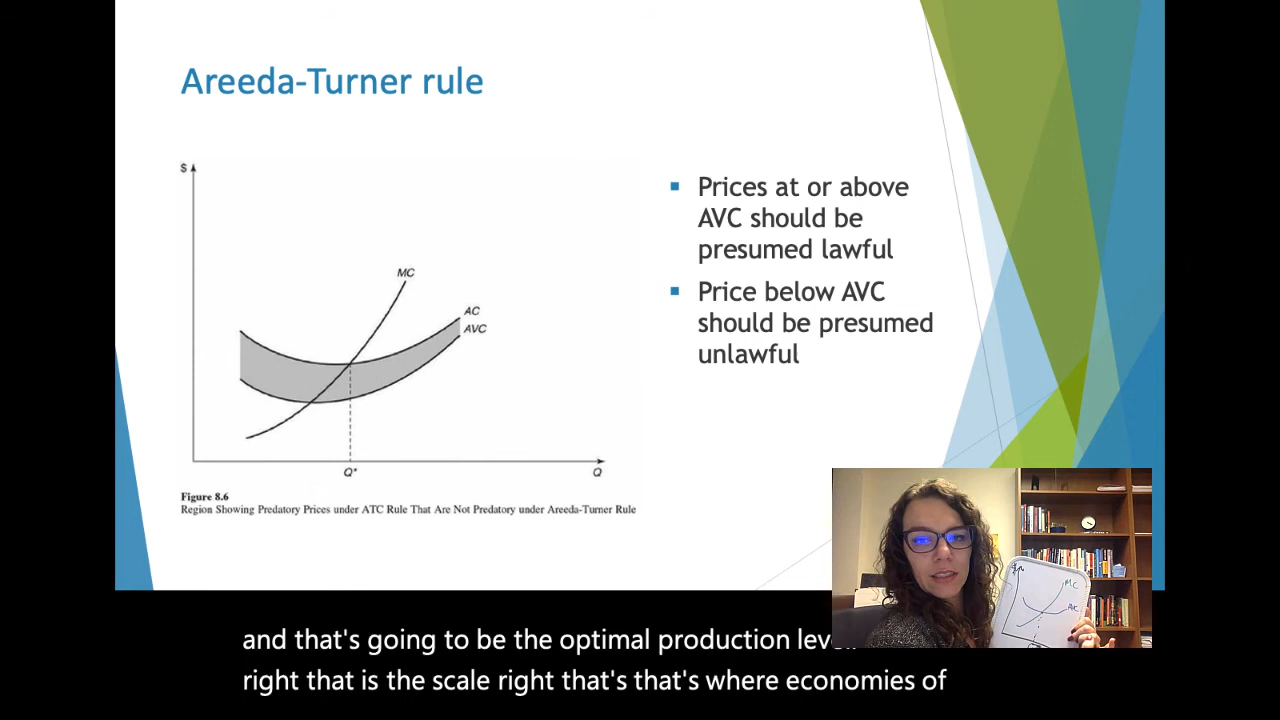 Areeda-Turner rule
$
MC
AC
AVC
Q*
Q
Figure 8.6
Region Showing Predatory Prices under ATC Rule That Are Not Predatory under Areeda-Turner Rule
▪ Prices at or above
AVC should be
presumed lawful
▪ Price below AVC
should be presumed
unlawful
MC
and that's going to be the optimal production
right that is the scale right that's that's where economies of